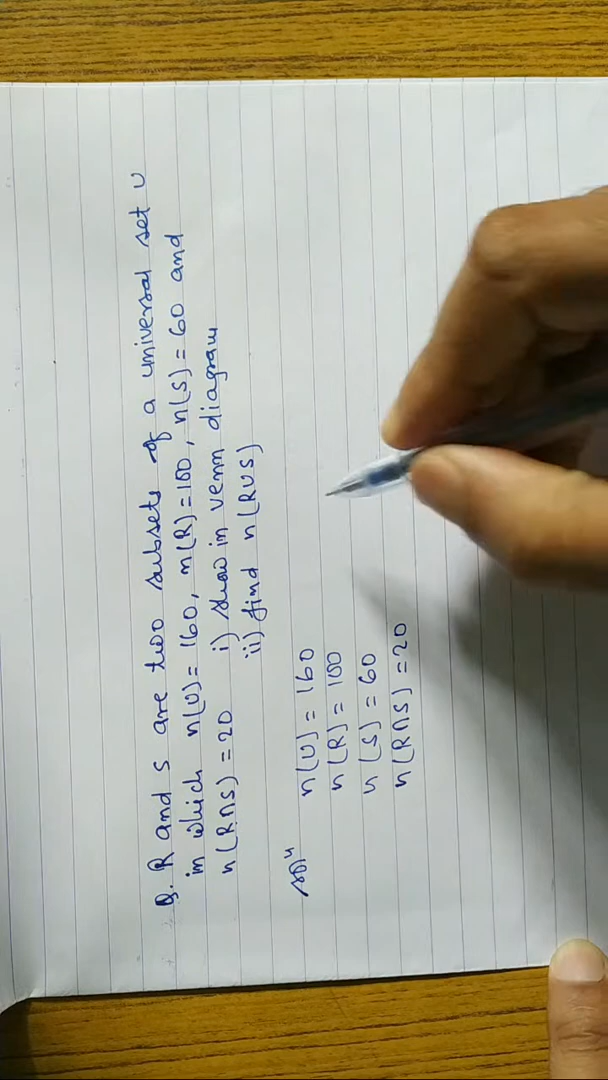 Q. R and S are two subsets of a universal set U
in which n(U) = 160, n(R) = 100, n(S) = 60 and
n(R∩S) = 20 i) show in venn diagram
ii) find n(R∪S)
solⁿ n(U) = 160
n(R) = 100
n(S) = 60
n(R∩S) = 20